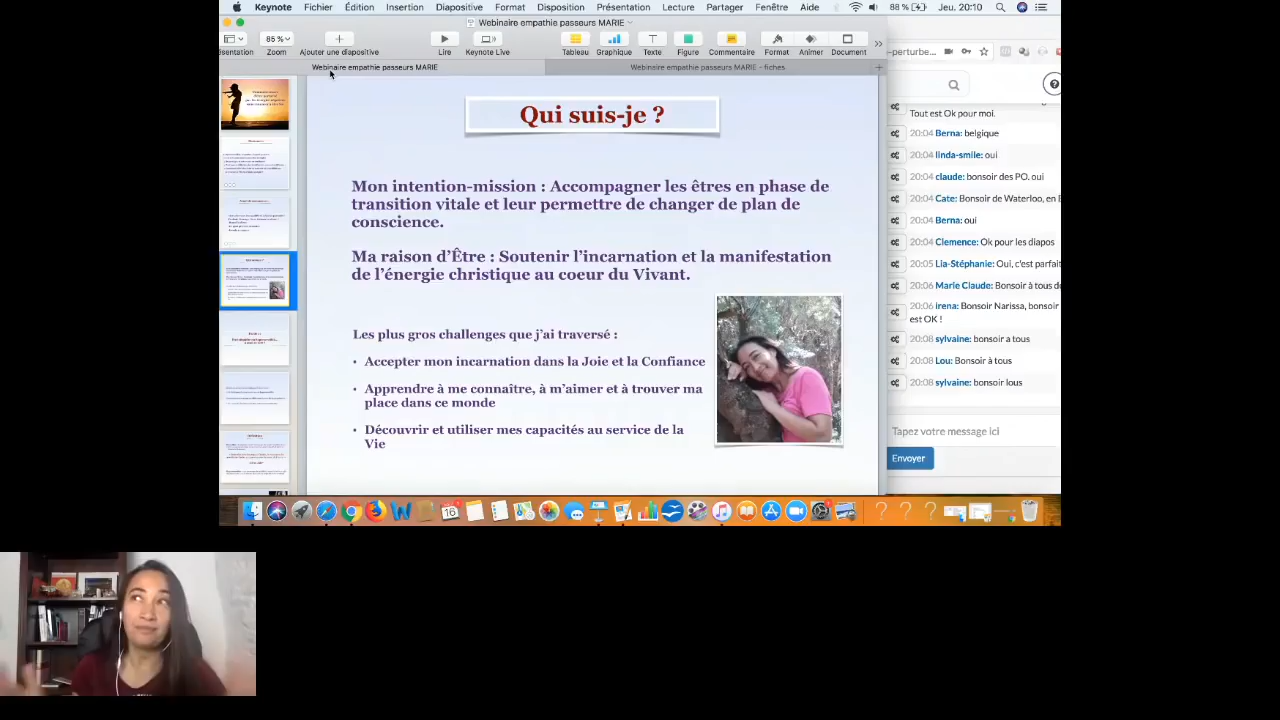 Keynote Fichier Édition Insertion Diapositive Format Disposition Présentation Lecture Partager Fenêtre Aide 88 % Jeu. 20:10
Webinaire empathie passeurs MARIE
85 %
Zoom Ajouter une diapositive Lire Keynote Live Tableau Graphique Texte Figure Commentaire Format Animer Document
Webinaire empathie passeurs MARIE
Webinaire empathie passeurs MARIE - fiches
Qui suis-je ?
Mon intention-mission : Accompagner les êtres en phase de
transition vitale et leur permettre de changer de plan de
conscience.
Ma raison d'Être : Soutenir l'incarnation et la manifestation
de l'énergie christique au coeur du Vivant.
Les plus gros challenges que j'ai traversé :
• Accepter mon incarnation dans la Joie et la Confiance
• Apprendre à me connaître, à m'aimer et à trouver ma
place dans ce monde
• Découvrir et utiliser mes capacités au service de la
Vie
-perturbe...
Tout est Ok pour moi.
20:04 Berna: belgique
20:04 linda-smile: oui
20:04 claude: bonsoir des PO. oui
20:04 Cate: Bonsoir de Waterloo, en B
20:04 Berna: oui
20:04 Clemence: Ok pour les diapos
20:05 Lia-Stéphanie: Oui, c'est parfait
20:05 Marie Claude: Bonsoir à tous de
20:06 irena: Bonsoir Narissa, bonsoir
est OK !
20:08 sylvaine: bonsoir a tous
20:08 Lou: Bonsoir à tous
20:08 sylvaine: bonsoir lous
Tapez votre message ici
Envoyer
16